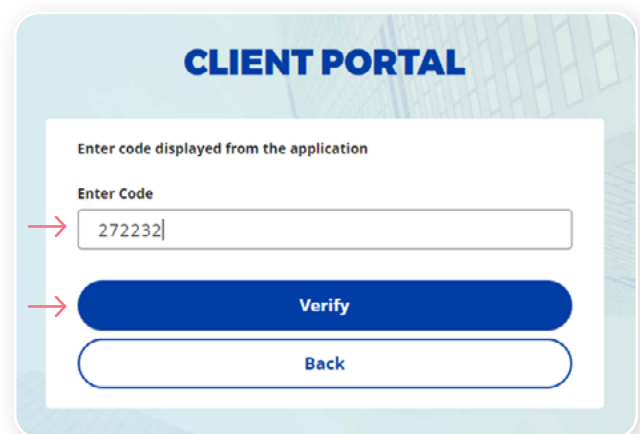 CLIENT PORTAL
Enter code displayed from the application
Enter Code
272232
Verify
Back